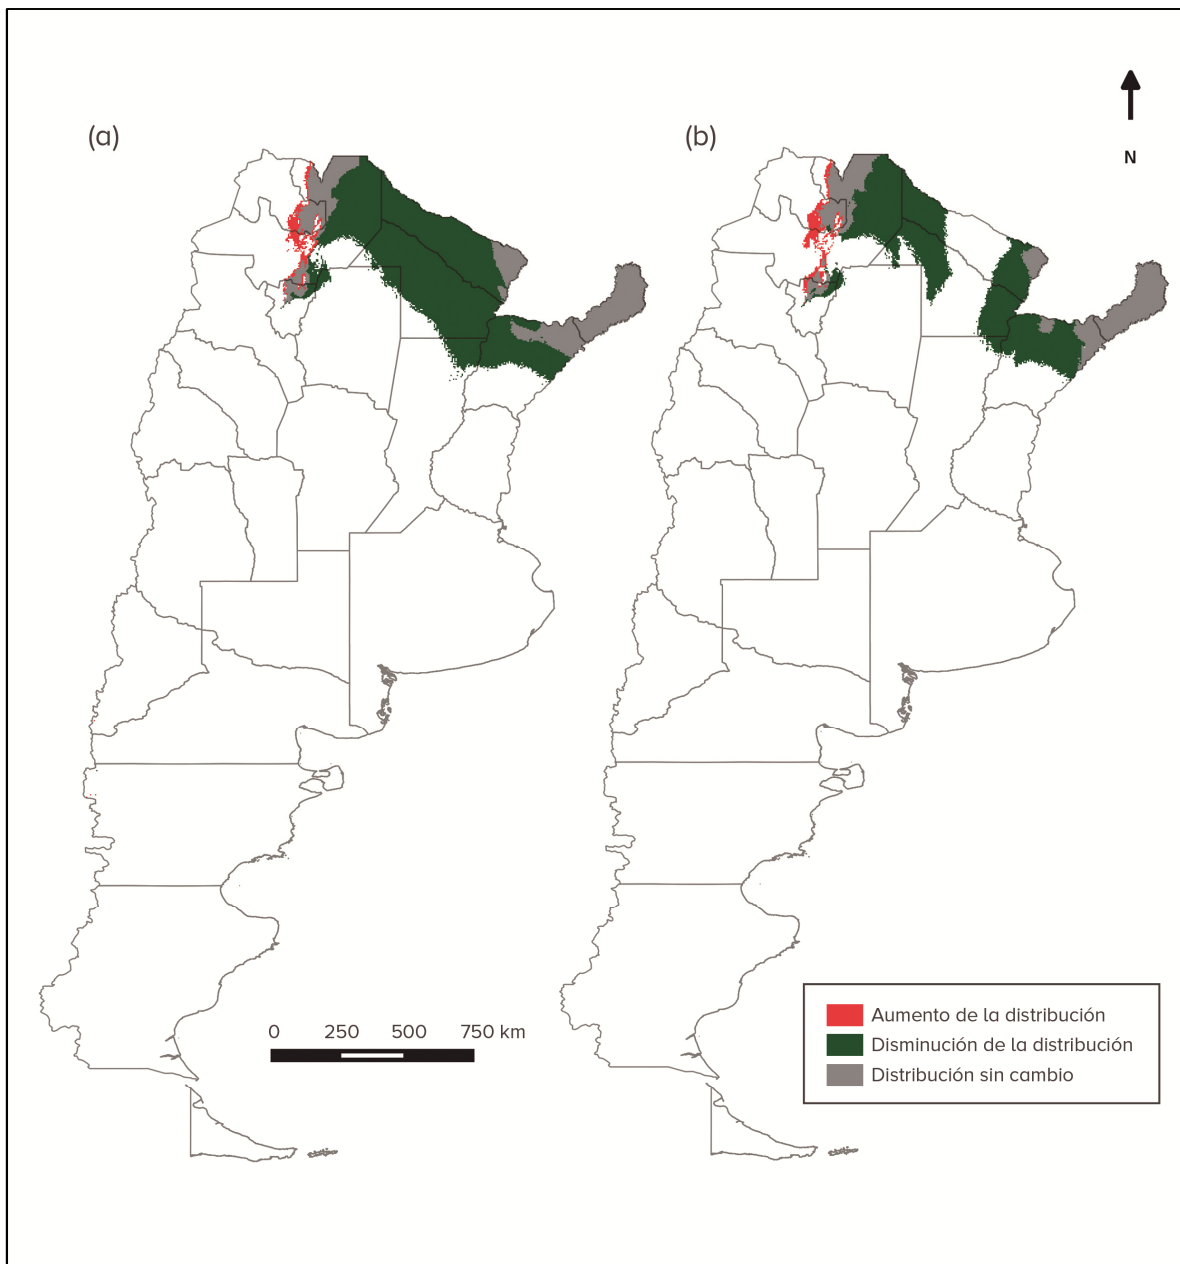 (a)
(b)
N
0 250 500 750 km
Aumento de la distribución
Disminución de la distribución
Distribución sin cambio